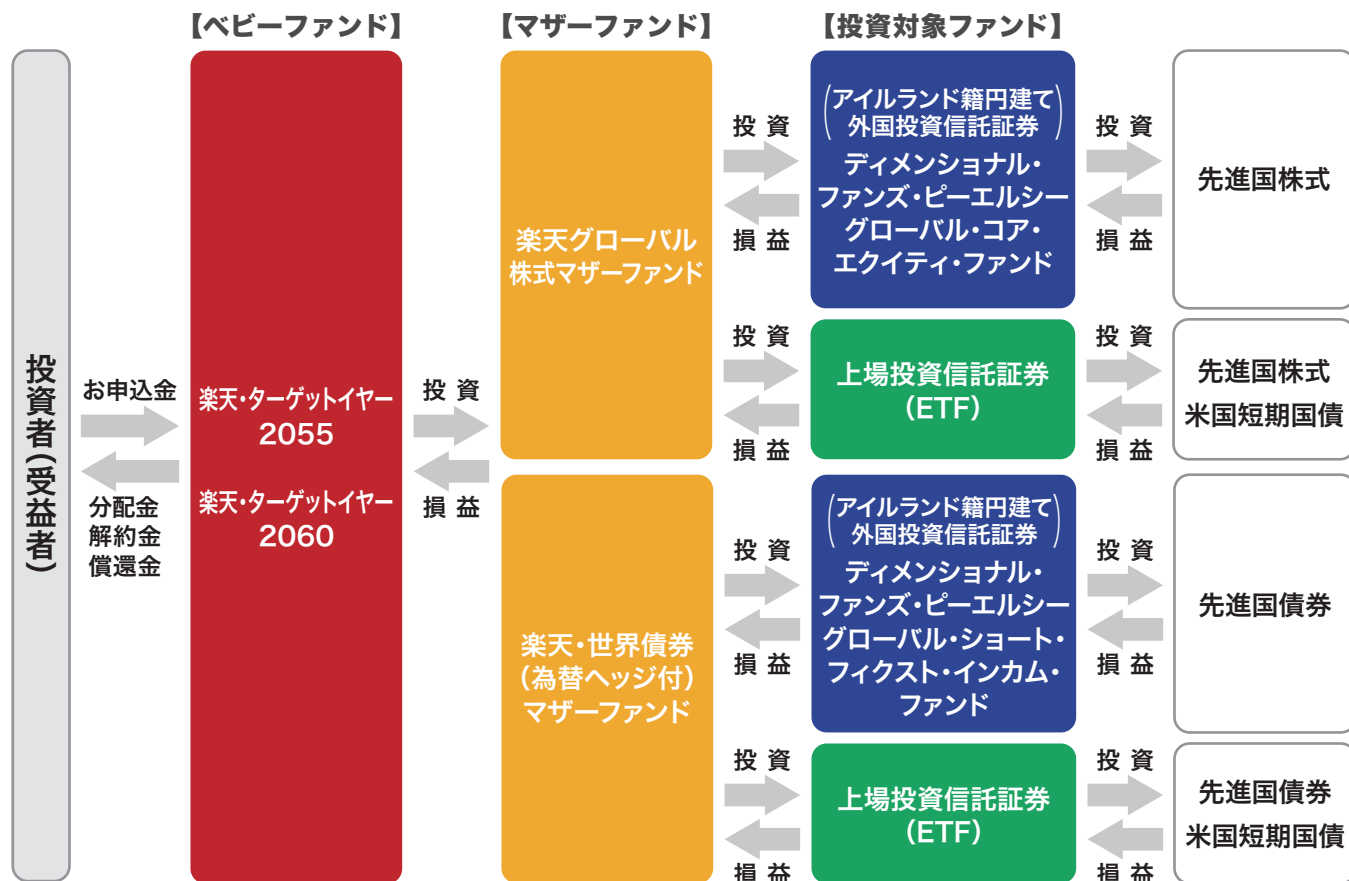 【ベビーファンド】
【マザーファンド】
【投資対象ファンド】
投資者(受益者)
お申込金
分配金
解約金
償還金
楽天・ターゲットイヤー
2055
楽天・ターゲットイヤー
2060
投 資
損 益
楽天グローバル
株式マザーファンド
投 資
損 益
(アイルランド籍円建て
外国投資信託証券)
ディメンショナル・
ファンズ・ピーエルシー
グローバル・コア・
エクイティ・ファンド
投 資
損 益
先進国株式
投 資
損 益
上場投資信託証券
(ETF)
投 資
損 益
先進国株式
米国短期国債
楽天・世界債券
(為替ヘッジ付)
マザーファンド
投 資
損 益
(アイルランド籍円建て
外国投資信託証券)
ディメンショナル・
ファンズ・ピーエルシー
グローバル・ショート・
フィクスト・インカム・
ファンド
投 資
損 益
先進国債券
投 資
損 益
上場投資信託証券
(ETF)
投 資
損 益
先進国債券
米国短期国債